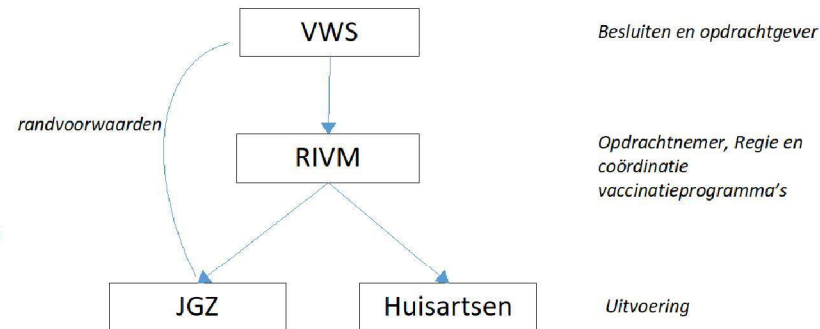 VWS
Besluiten en opdrachtgever
randvoorwaarden
RIVM
Opdrachtnemer, Regie en
coördinatie
vaccinatieprogramma's
JGZ
Huisartsen
Uitvoering